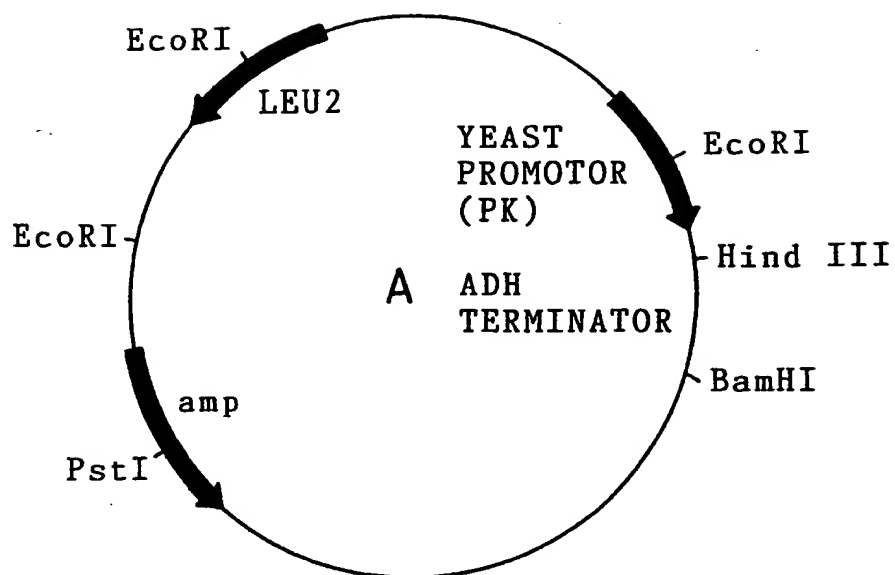 EcoRI
LEU2
YEAST
PROMOTOR
(PK)
EcoRI
EcoRI
Hind III
A
ADH
TERMINATOR
BamHI
amp
PstI